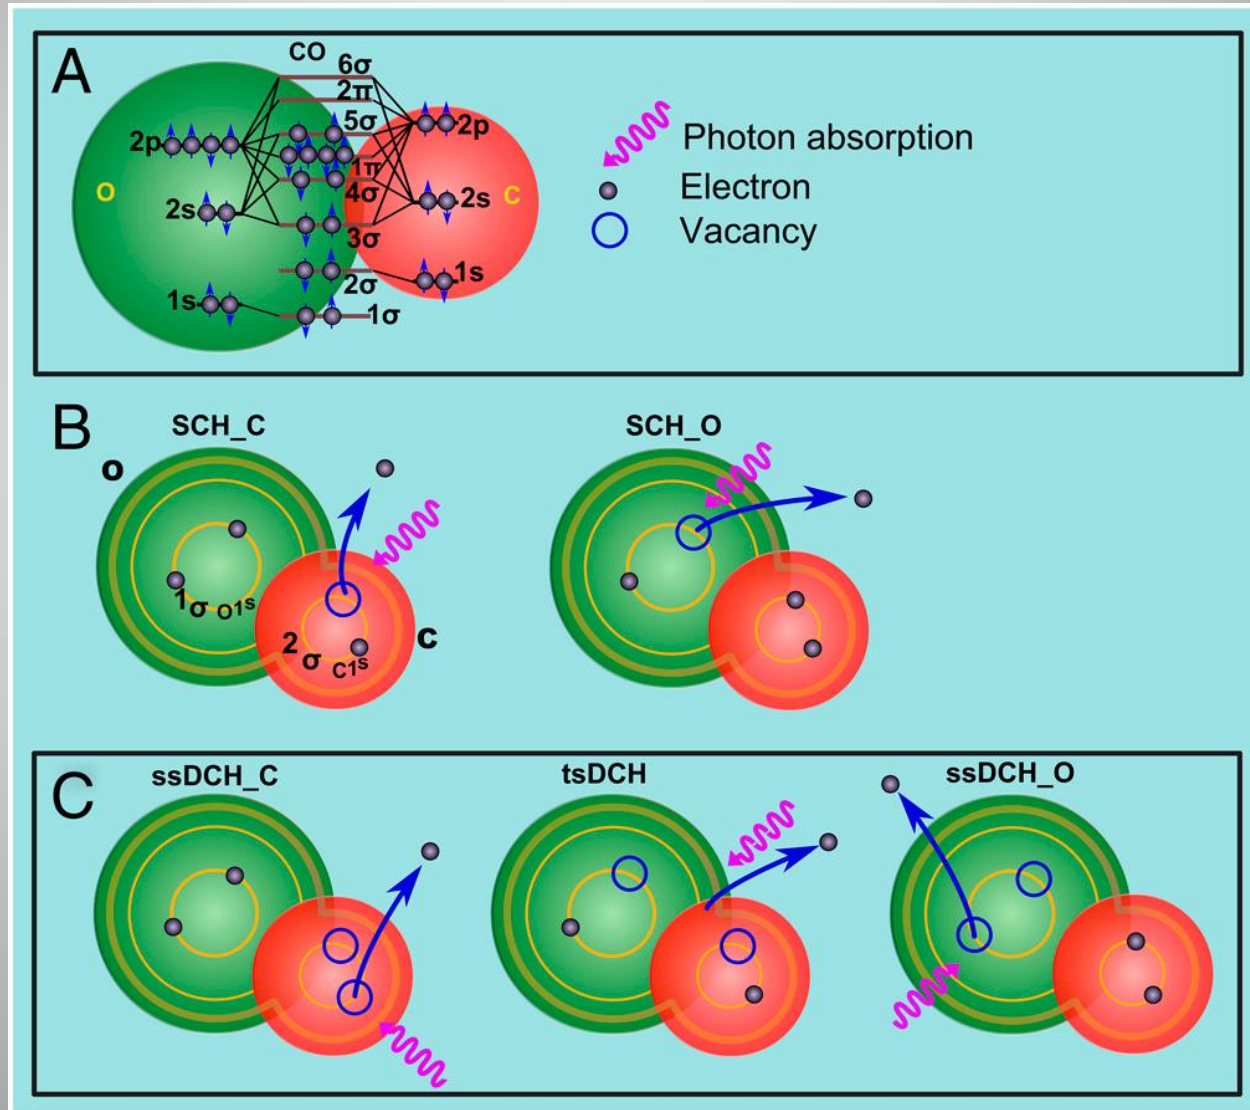 A
CO
6σ
2π
5σ
2p
2p
1π
4σ
O
C
2s
2s
3σ
1s
2σ
1s
1σ
Photon absorption
Electron
Vacancy
B
SCH_C
SCH_O
O
1σ O1s
2σ C1s
C
C
ssDCH_C
tsDCH
ssDCH_O